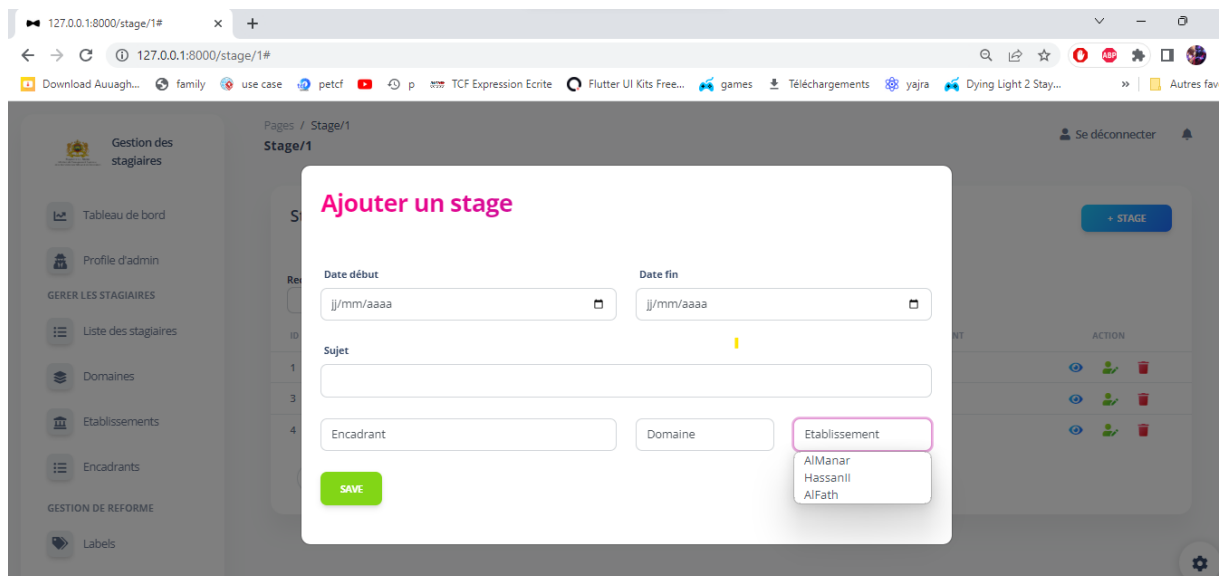 127.0.0.1:8000/stage/1#
127.0.0.1:8000/stage/1#
Download Auuagh... family use case petcf p TCF Expression Ecrite Flutter UI Kits Free... games Téléchargements yajra Dying Light 2 Stay... » Autres fav
Gestion des
stagiaires
Pages / Stage/1
Stage/1
Se déconnecter
Tableau de bord
Profile d'admin
GERER LES STAGIAIRES
Liste des stagiaires
Domaines
Etablissements
Encadrants
GESTION DE REFORME
Labels
+ STAGE
ID
ACTION
1
3
4
Ajouter un stage
Date début Date fin
jj/mm/aaaa jj/mm/aaaa
Sujet
Encadrant Domaine Etablissement
AlManar
HassanII
AlFath
SAVE